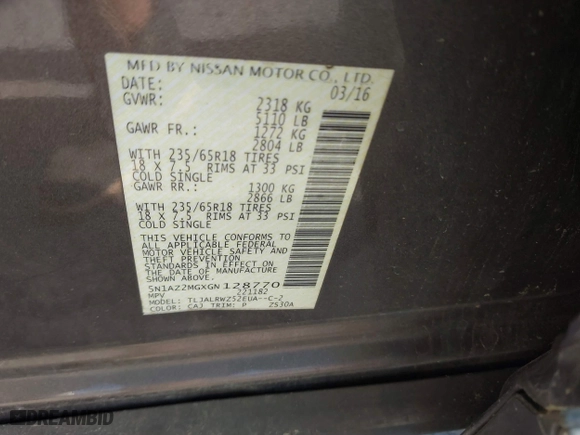 MFD BY NISSAN MOTOR CO., LTD.
DATE: 03/16
GVWR: 2318 KG
5110 LB
GAWR FR.: 1272 KG
2804 LB
WITH 235/65R18 TIRES
18 X 7.5 RIMS AT 33 PSI
COLD SINGLE
GAWR RR.: 1300 KG
2866 LB
WITH 235/65R18 TIRES
18 X 7.5 RIMS AT 33 PSI
COLD SINGLE
THIS VEHICLE CONFORMS TO
ALL APPLICABLE FEDERAL
MOTOR VEHICLE SAFETY,
BUMPER, AND THEFT
PREVENTION STANDARDS
IN EFFECT ON THE DATE OF
MANUFACTURE SHOWN ABOVE.
5N1AZ2MGXGN128770
MPV 221182
MODEL: TLJALRWZ52EUA--C-2
COLOR: CAJ TRIM: P Z530A
DREAMBID